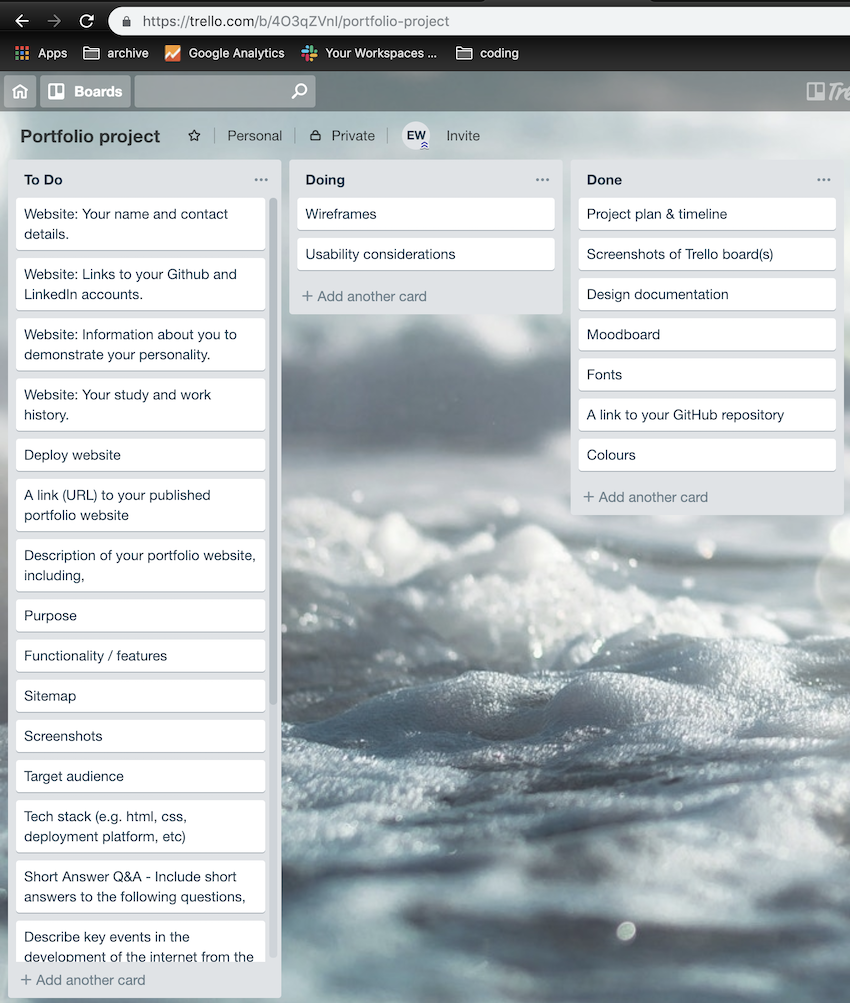 https://trello.com/b/4O3qZVnI/portfolio-project
Apps
archive
Google Analytics
Your Workspaces ...
coding
Boards
Portfolio project
Personal
Private
EW
Invite
To Do
Website: Your name and contact
details.
Website: Links to your Github and
LinkedIn accounts.
Website: Information about you to
demonstrate your personality.
Website: Your study and work
history.
Deploy website
A link (URL) to your published
portfolio website
Description of your portfolio website,
including,
Purpose
Functionality / features
Sitemap
Screenshots
Target audience
Tech stack (e.g. html, css,
deployment platform, etc)
Short Answer Q&A - Include short
answers to the following questions,
Describe key events in the
development of the internet from the
+ Add another card
Doing
Wireframes
Usability considerations
+ Add another card
Done
Project plan & timeline
Screenshots of Trello board(s)
Design documentation
Moodboard
Fonts
A link to your GitHub repository
Colours
+ Add another card